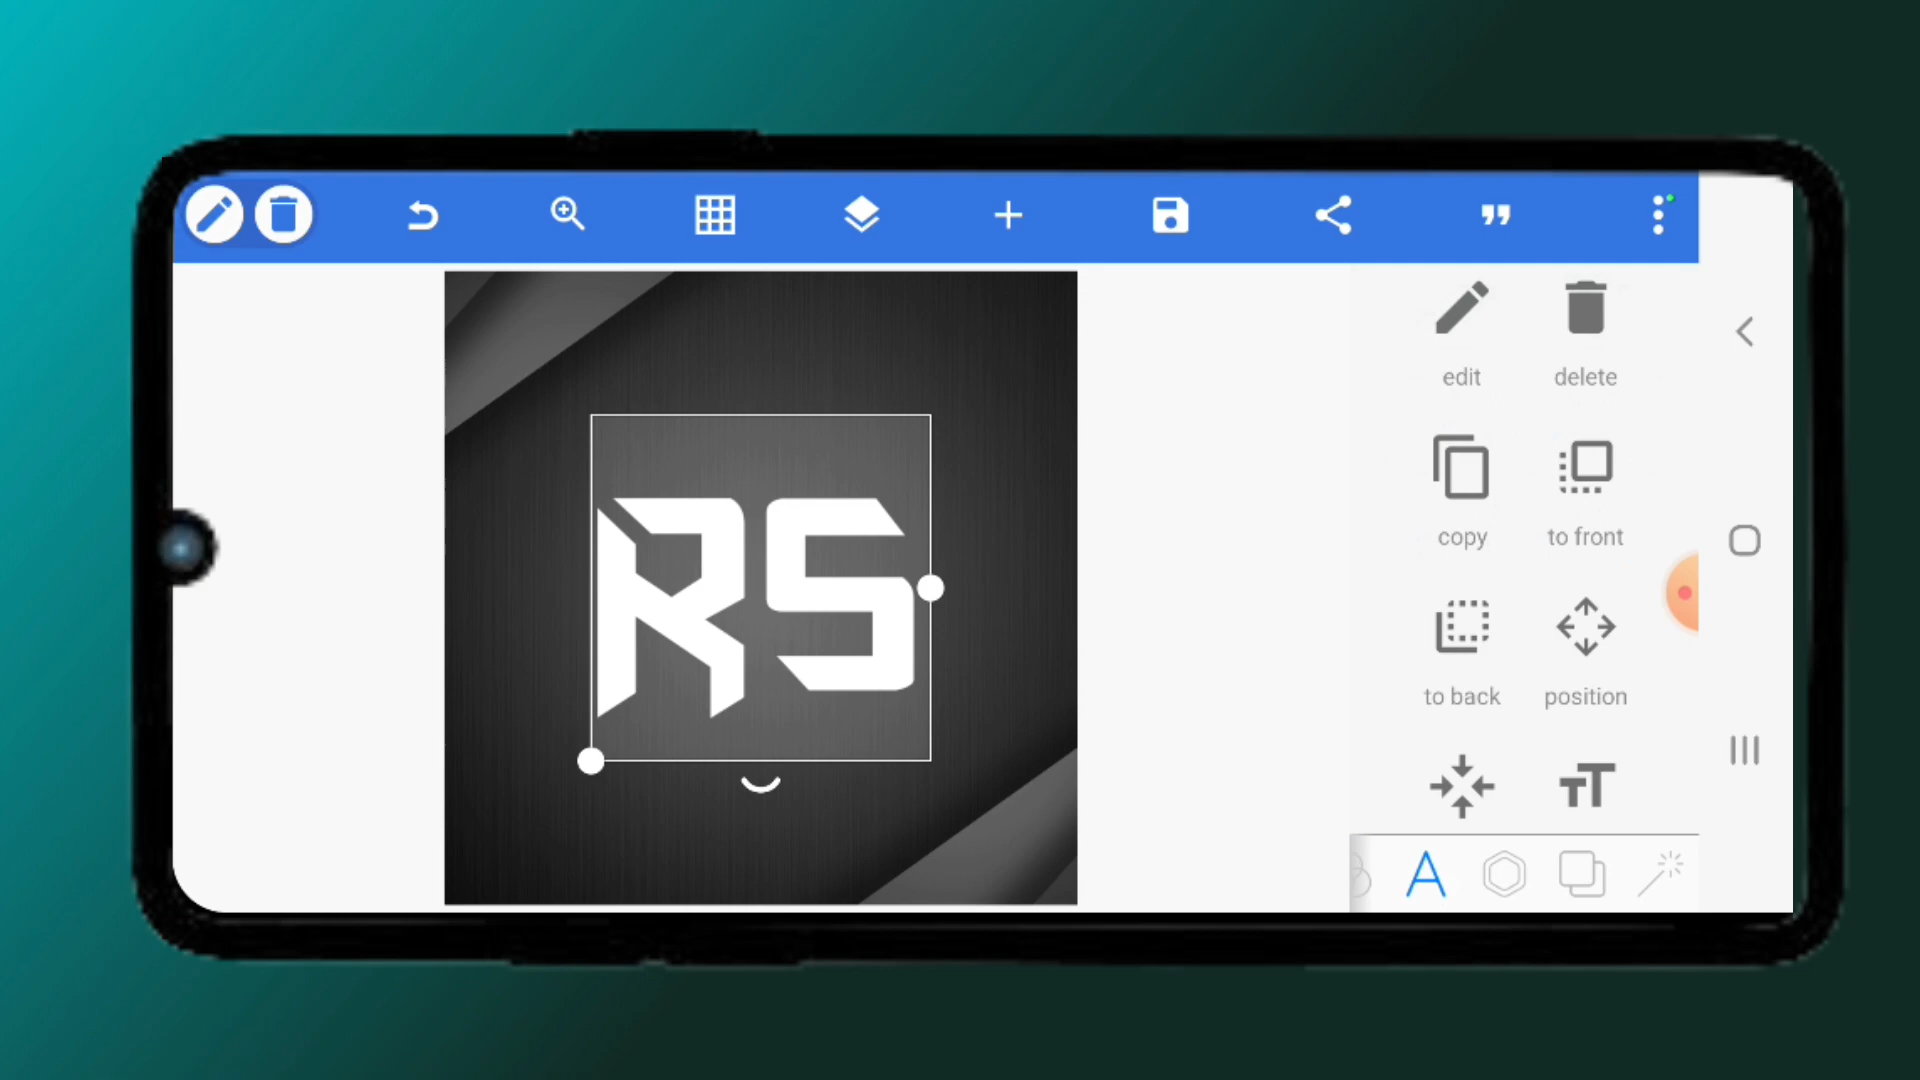 RS
edit
delete
copy
to front
to back
position